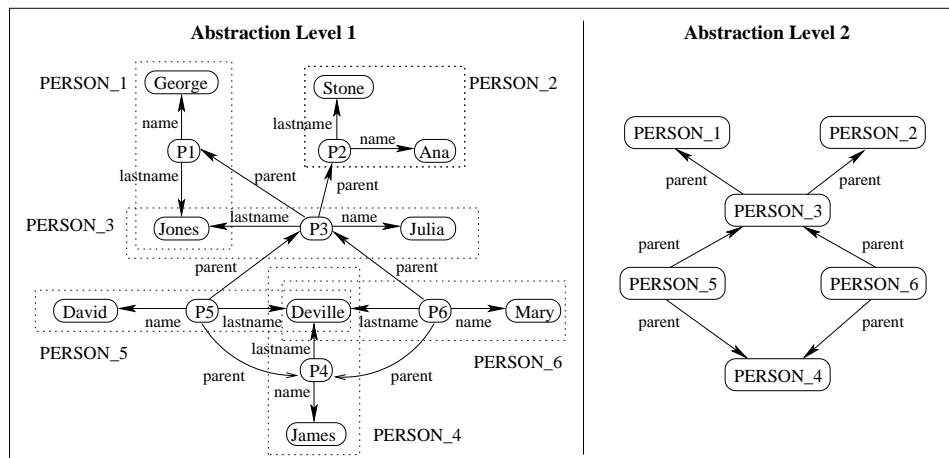 Abstraction Level 1
PERSON_1
George
name
P1
lastname
Jones
PERSON_2
Stone
lastname
name
P2
Ana
parent
parent
PERSON_3
lastname
P3
name
Julia
parent
parent
David
name
P5
lastname
Deville
lastname
P6
name
Mary
PERSON_5
PERSON_6
parent
lastname
P4
parent
name
James
PERSON_4
Abstraction Level 2
PERSON_1
PERSON_2
parent
parent
PERSON_3
parent
parent
PERSON_5
PERSON_6
parent
parent
PERSON_4